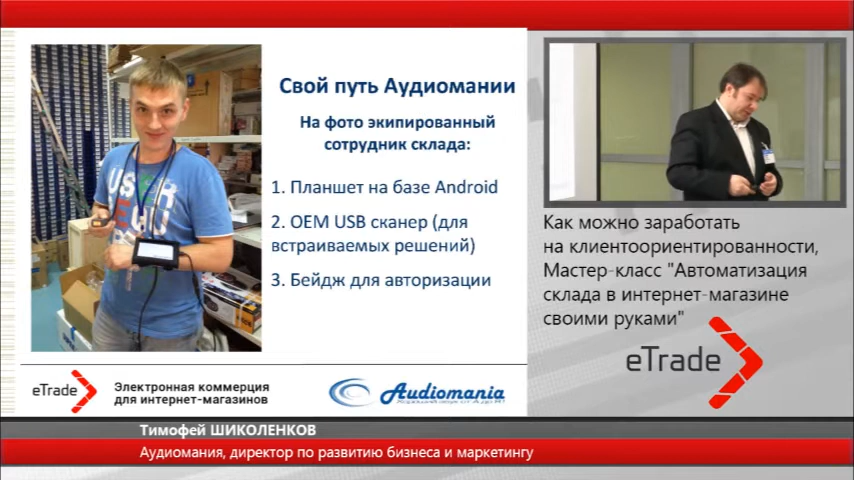 Свой путь Аудиомании
На фото экипированный
сотрудник склада:
1. Планшет на базе Android
2. OEM USB сканер (для
встраиваемых решений)
3. Бейдж для авторизации
eTrade
Электронная коммерция
для интернет-магазинов
Audiomania
Как можно заработать
на клиентоориентированности,
Мастер-класс "Автоматизация
склада в интернет-магазине
своими руками"
eTrade
Тимофей ШИКОЛЕНКОВ
Аудиомания, директор по развитию бизнеса и маркетингу